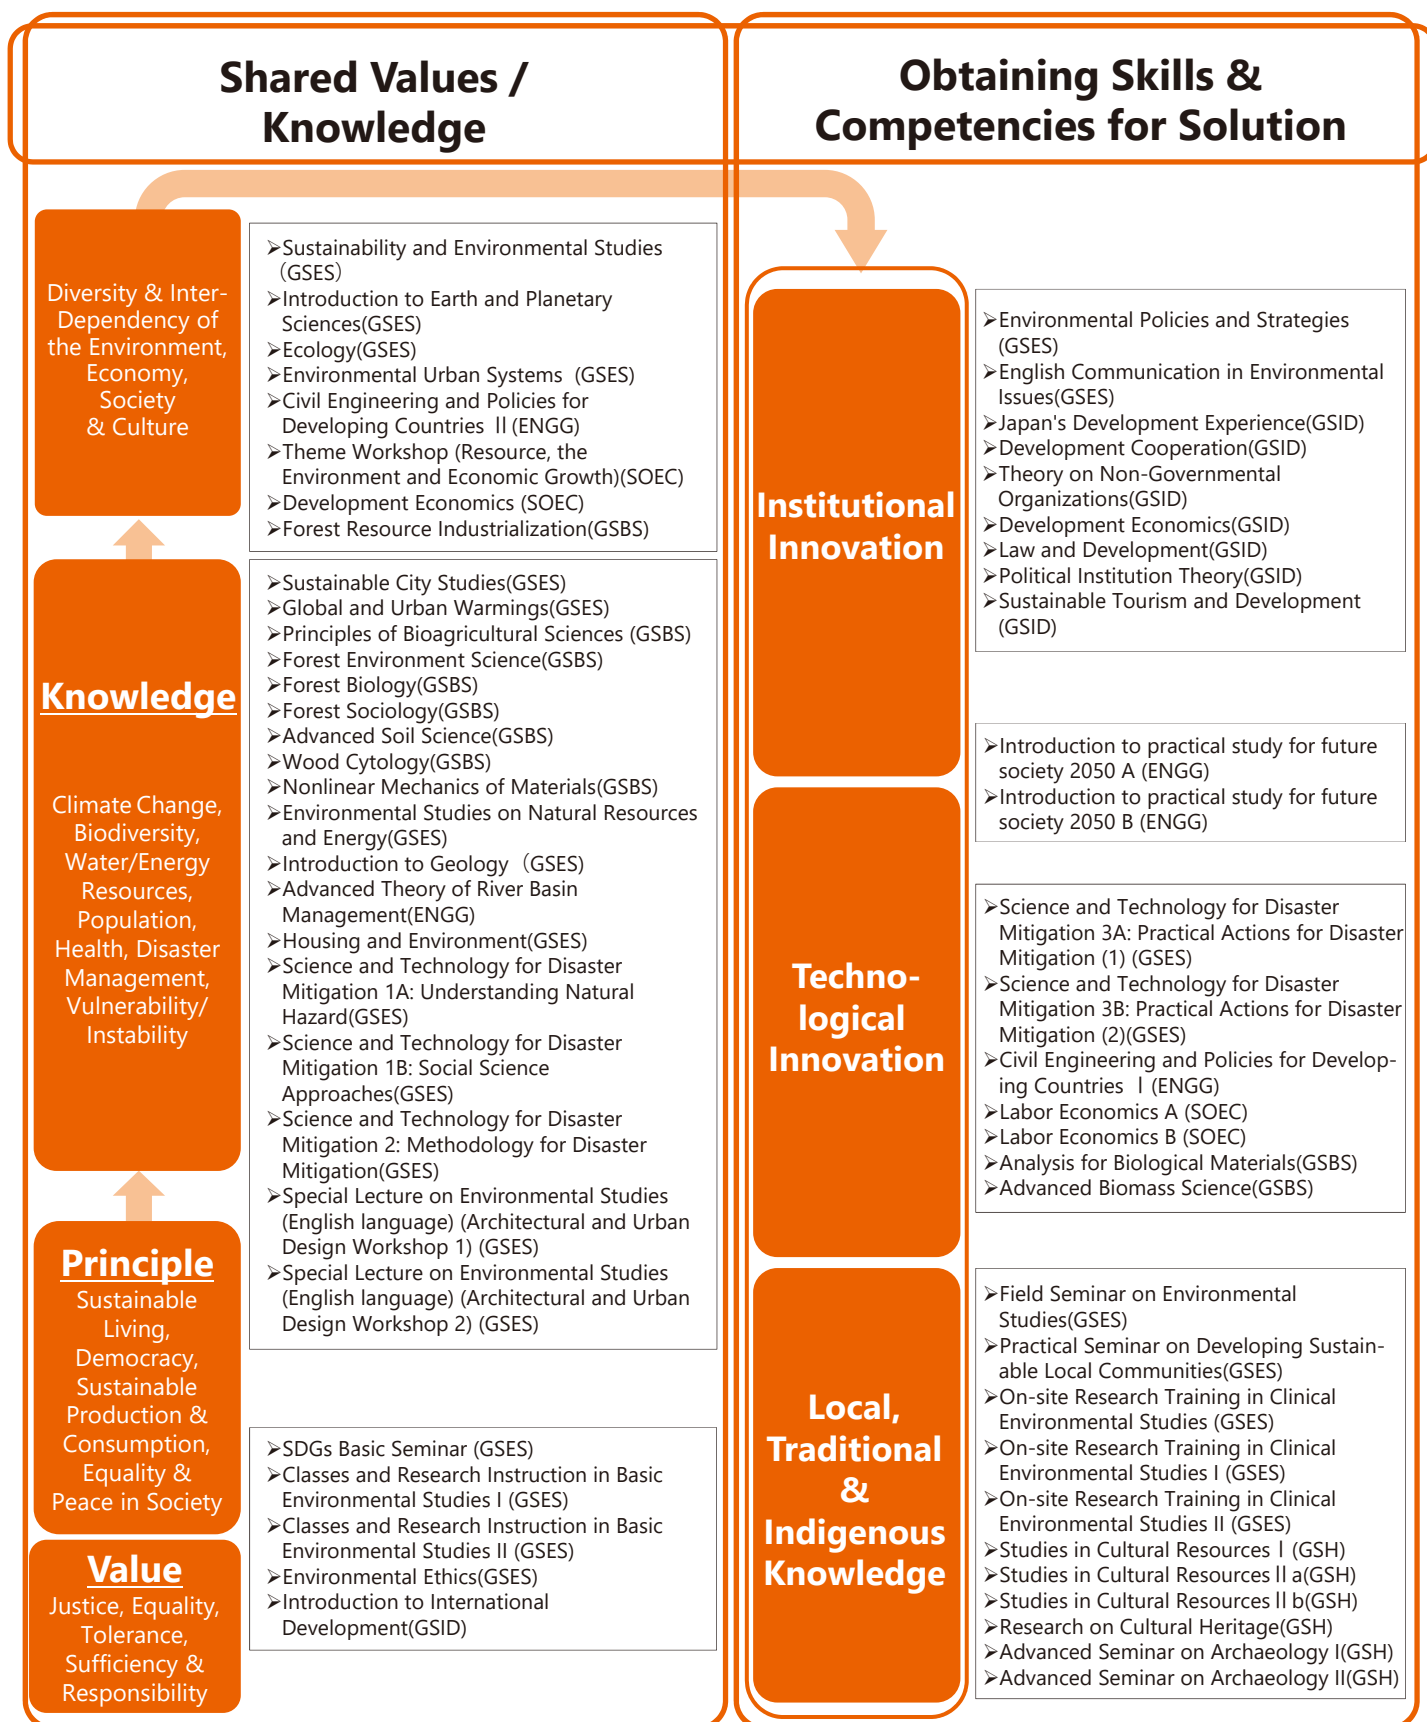 Shared Values /
Knowledge
Diversity & Inter-
Dependency of
the Environment,
Economy,
Society
& Culture
➢Sustainability and Environmental Studies
（GSES）
➢Introduction to Earth and Planetary
Sciences(GSES)
➢Ecology(GSES)
➢Environmental Urban Systems (GSES)
➢Civil Engineering and Policies for
Developing Countries Ⅱ(ENGG)
➢Theme Workshop (Resource, the
Environment and Economic Growth)(SOEC)
➢Development Economics (SOEC)
➢Forest Resource Industrialization(GSBS)
Knowledge
Climate Change,
Biodiversity,
Water/Energy
Resources,
Population,
Health, Disaster
Management,
Vulnerability/
Instability
➢Sustainable City Studies(GSES)
➢Global and Urban Warmings(GSES)
➢Principles of Bioagricultural Sciences (GSBS)
➢Forest Environment Science(GSBS)
➢Forest Biology(GSBS)
➢Forest Sociology(GSBS)
➢Advanced Soil Science(GSBS)
➢Wood Cytology(GSBS)
➢Nonlinear Mechanics of Materials(GSBS)
➢Environmental Studies on Natural Resources
and Energy(GSES)
➢Introduction to Geology（GSES)
➢Advanced Theory of River Basin
Management(ENGG)
➢Housing and Environment(GSES)
➢Science and Technology for Disaster
Mitigation 1A: Understanding Natural
Hazard(GSES)
➢Science and Technology for Disaster
Mitigation 1B: Social Science
Approaches(GSES)
➢Science and Technology for Disaster
Mitigation 2: Methodology for Disaster
Mitigation(GSES)
➢Special Lecture on Environmental Studies
(English language) (Architectural and Urban
Design Workshop 1) (GSES)
➢Special Lecture on Environmental Studies
(English language) (Architectural and Urban
Design Workshop 2) (GSES)
Principle
Sustainable
Living,
Democracy,
Sustainable
Production &
Consumption,
Equality &
Peace in Society
Value
Justice, Equality,
Tolerance,
Sufficiency &
Responsibility
➢SDGs Basic Seminar (GSES)
➢Classes and Research Instruction in Basic
Environmental Studies I (GSES)
➢Classes and Research Instruction in Basic
Environmental Studies II (GSES)
➢Environmental Ethics(GSES)
➢Introduction to International
Development(GSID)
Obtaining Skills &
Competencies for Solution
Institutional
Innovation
➢Environmental Policies and Strategies
(GSES)
➢English Communication in Environmental
Issues(GSES)
➢Japan's Development Experience(GSID)
➢Development Cooperation(GSID)
➢Theory on Non-Governmental
Organizations(GSID)
➢Development Economics(GSID)
➢Law and Development(GSID)
➢Political Institution Theory(GSID)
➢Sustainable Tourism and Development
(GSID)
➢Introduction to practical study for future
society 2050 A (ENGG)
➢Introduction to practical study for future
society 2050 B (ENGG)
Techno-
logical
Innovation
➢Science and Technology for Disaster
Mitigation 3A: Practical Actions for Disaster
Mitigation (1) (GSES)
➢Science and Technology for Disaster
Mitigation 3B: Practical Actions for Disaster
Mitigation (2)(GSES)
➢Civil Engineering and Policies for Develop-
ing Countries Ⅰ(ENGG)
➢Labor Economics A (SOEC)
➢Labor Economics B (SOEC)
➢Analysis for Biological Materials(GSBS)
➢Advanced Biomass Science(GSBS)
Local,
Traditional
&
Indigenous
Knowledge
➢Field Seminar on Environmental
Studies(GSES)
➢Practical Seminar on Developing Sustain-
able Local Communities(GSES)
➢On-site Research Training in Clinical
Environmental Studies (GSES)
➢On-site Research Training in Clinical
Environmental Studies I (GSES)
➢On-site Research Training in Clinical
Environmental Studies II (GSES)
➢Studies in Cultural Resources Ⅰ(GSH)
➢Studies in Cultural Resources Ⅱa(GSH)
➢Studies in Cultural Resources Ⅱb(GSH)
➢Research on Cultural Heritage(GSH)
➢Advanced Seminar on Archaeology I(GSH)
➢Advanced Seminar on Archaeology II(GSH)